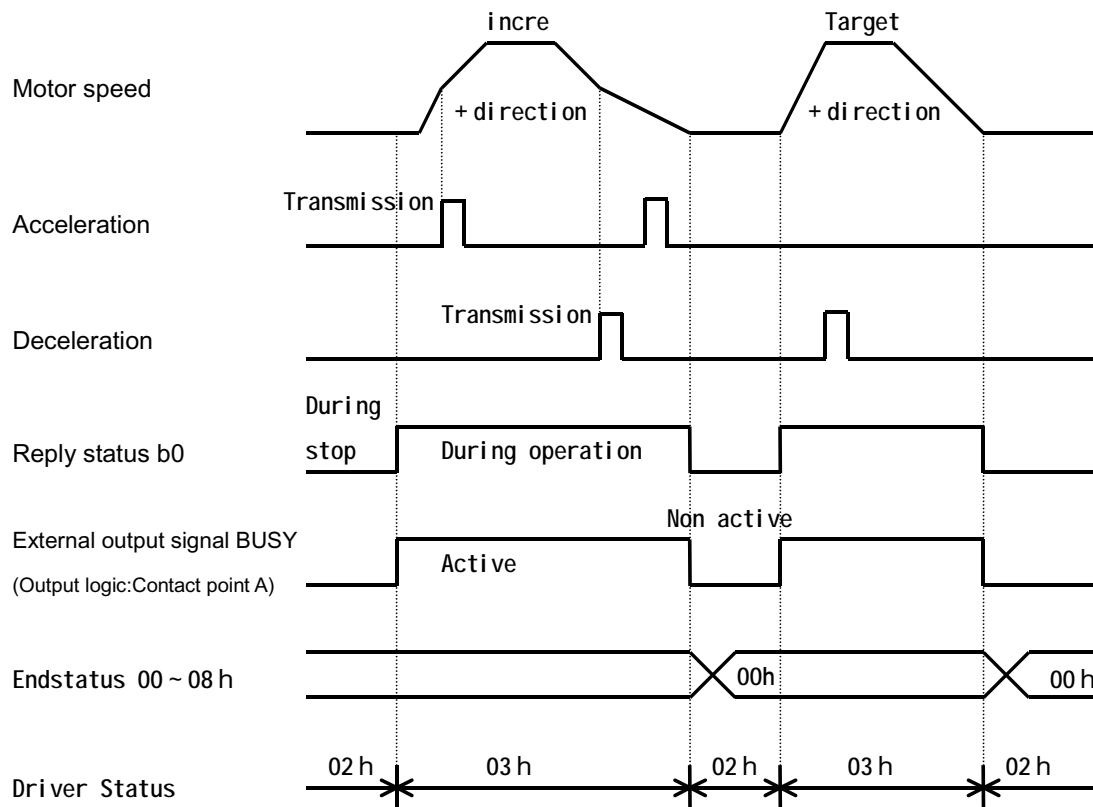 incre Target
Motor speed
+ direction + direction
Transmission
Acceleration
Transmission
Deceleration
During
Reply status b0 stop During operation
Non active
External output signal BUSY
Active
(Output logic:Contact point A)
Endstatus 00 ~ 08 h 00h 00 h
02 h 03 h 02 h 03 h 02 h
Driver Status